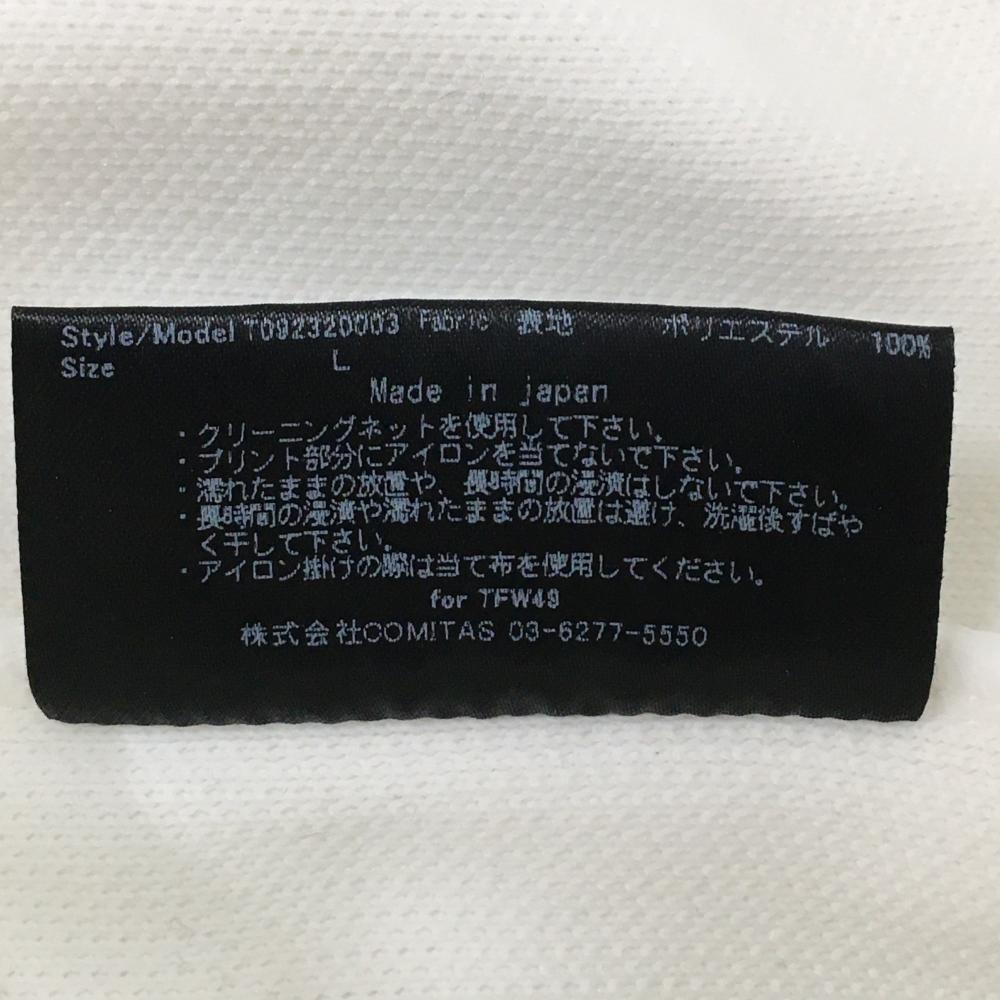 Style/Model T092320003 Fabric 表地 ポリエステル 100%
Size L
Made in japan
・クリーニングネットを使用して下さい。
・プリント部分にアイロンを当てないで下さい。
・濡れたままの放置や、長時間の浸漬はしないで下さい。
・長時間の浸漬や濡れたままの放置は避け、洗濯後すばや
く干して下さい。
・アイロン掛けの際は当て布を使用してください。
for TFW49
株式会社COMITAS 03-6277-5550